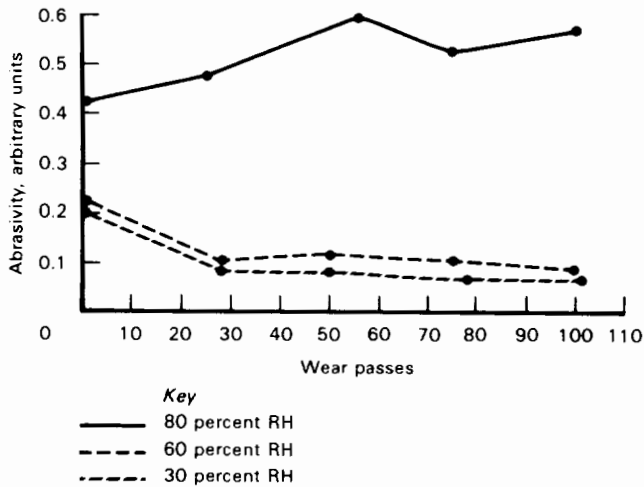 Abrasivity, arbitrary units
0.6
0.5
0.4
0.3
0.2
0.1
0 10 20 30 40 50 60 70 80 90 100 110
Wear passes
Key
80 percent RH
60 percent RH
30 percent RH